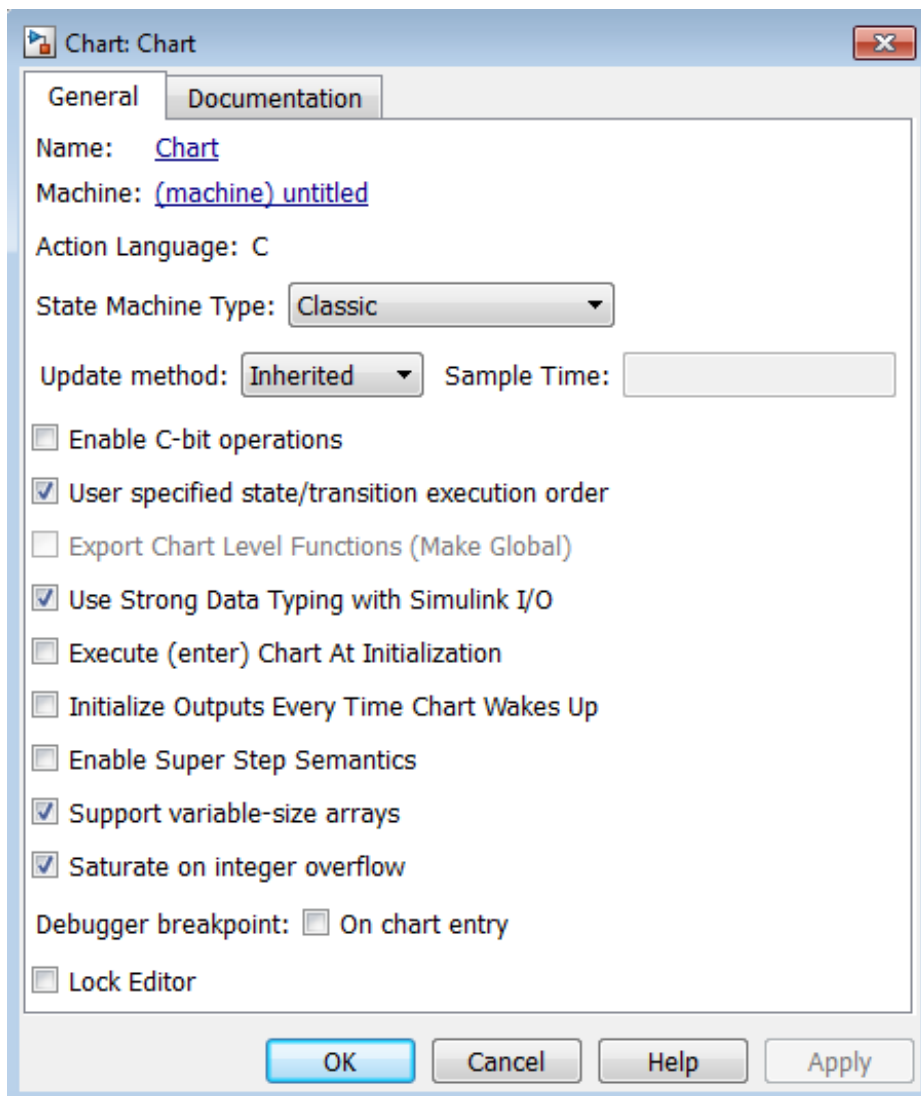 Chart: Chart
General Documentation
Name: Chart
Machine: (machine) untitled
Action Language: C
State Machine Type: Classic
Update method: Inherited Sample Time:
Enable C-bit operations
User specified state/transition execution order
Export Chart Level Functions (Make Global)
Use Strong Data Typing with Simulink I/O
Execute (enter) Chart At Initialization
Initialize Outputs Every Time Chart Wakes Up
Enable Super Step Semantics
Support variable-size arrays
Saturate on integer overflow
Debugger breakpoint: On chart entry
Lock Editor
OK Cancel Help Apply